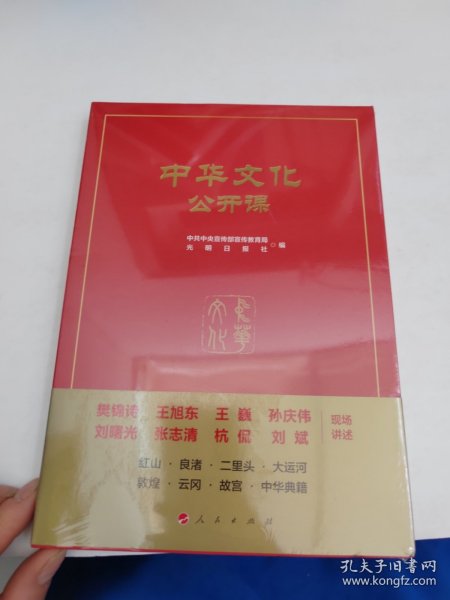 中华文化
公开课
中共中央宣传部宣传教育局
光明日报社
编
文化
樊锦诗 王旭东 王巍 孙庆伟
刘曙光 张志清 杭侃 刘斌
现场
讲述
红山·良渚·二里头·大运河
敦煌·云冈·故宫·中华典籍
人民出版社
孔夫子旧书网
www.kongfz.com